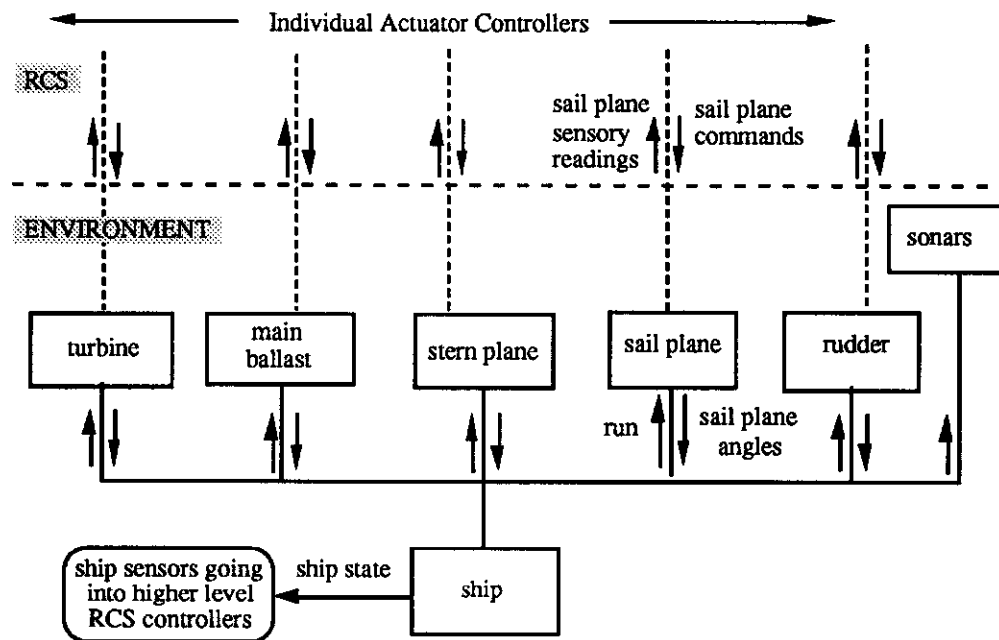 Individual Actuator Controllers
RCS
sail plane
sensory
readings
sail plane
commands
ENVIRONMENT
sonars
turbine
main
ballast
stern plane
sail plane
rudder
run
sail plane
angles
ship sensors going
into higher level
RCS controllers
ship state
ship